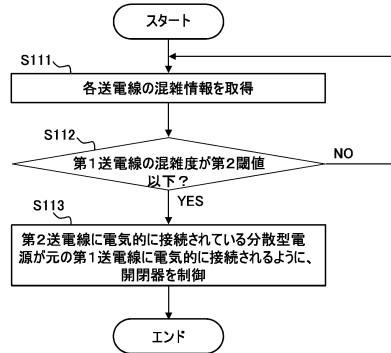 スタート
S111
各送電線の混雑情報を取得
S112
第１送電線の混雑度が第２閾値
以下？
NO
YES
S113
第２送電線に電気的に接続されている分散型電
源が元の第１送電線に電気的に接続されるように、
開閉器を制御
エンド